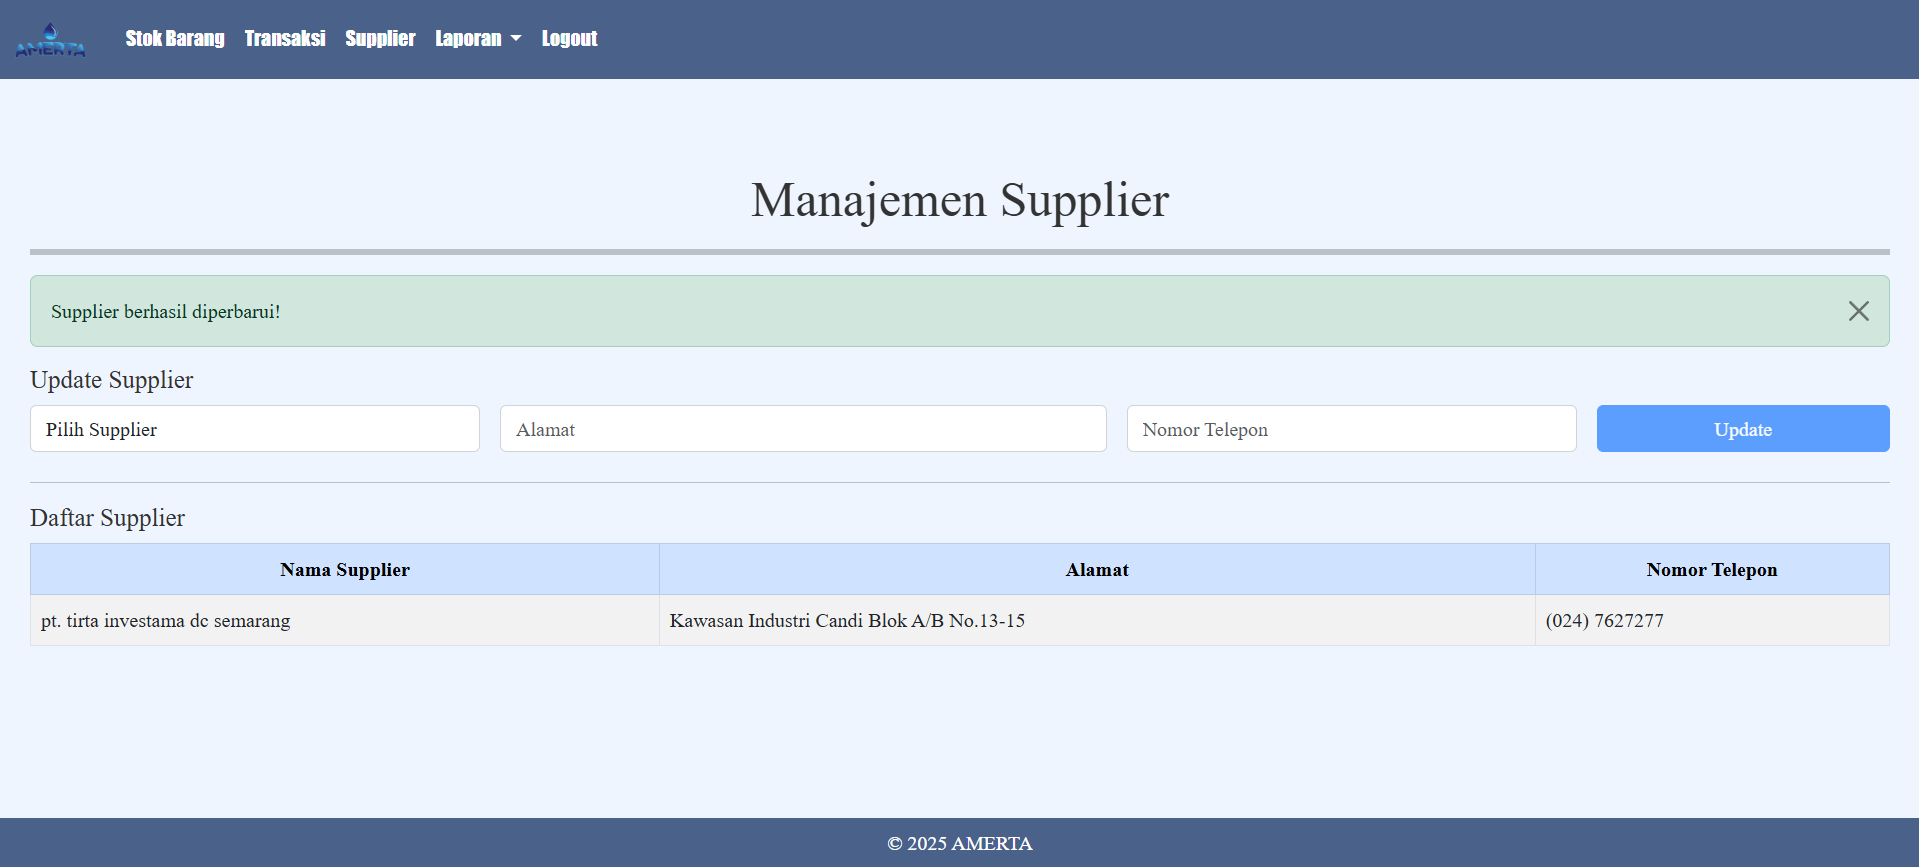 AMERTA
Stok Barang Transaksi Supplier Laporan Logout
Manajemen Supplier
Supplier berhasil diperbarui!
Update Supplier
Pilih Supplier Alamat Nomor Telepon Update
Daftar Supplier
Nama Supplier Alamat Nomor Telepon
pt. tirta investama dc semarang Kawasan Industri Candi Blok A/B No.13-15 (024) 7627277
© 2025 AMERTA